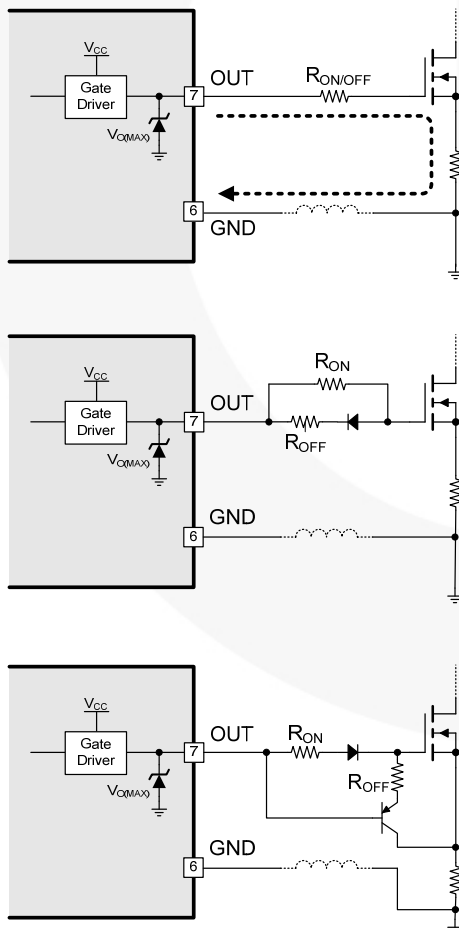 VCC
Gate
Driver
VO(MAX)
7
OUT
RON/OFF
6
GND
VCC
Gate
Driver
VO(MAX)
7
OUT
RON
ROFF
6
GND
VCC
Gate
Driver
VO(MAX)
7
OUT
RON
ROFF
6
GND